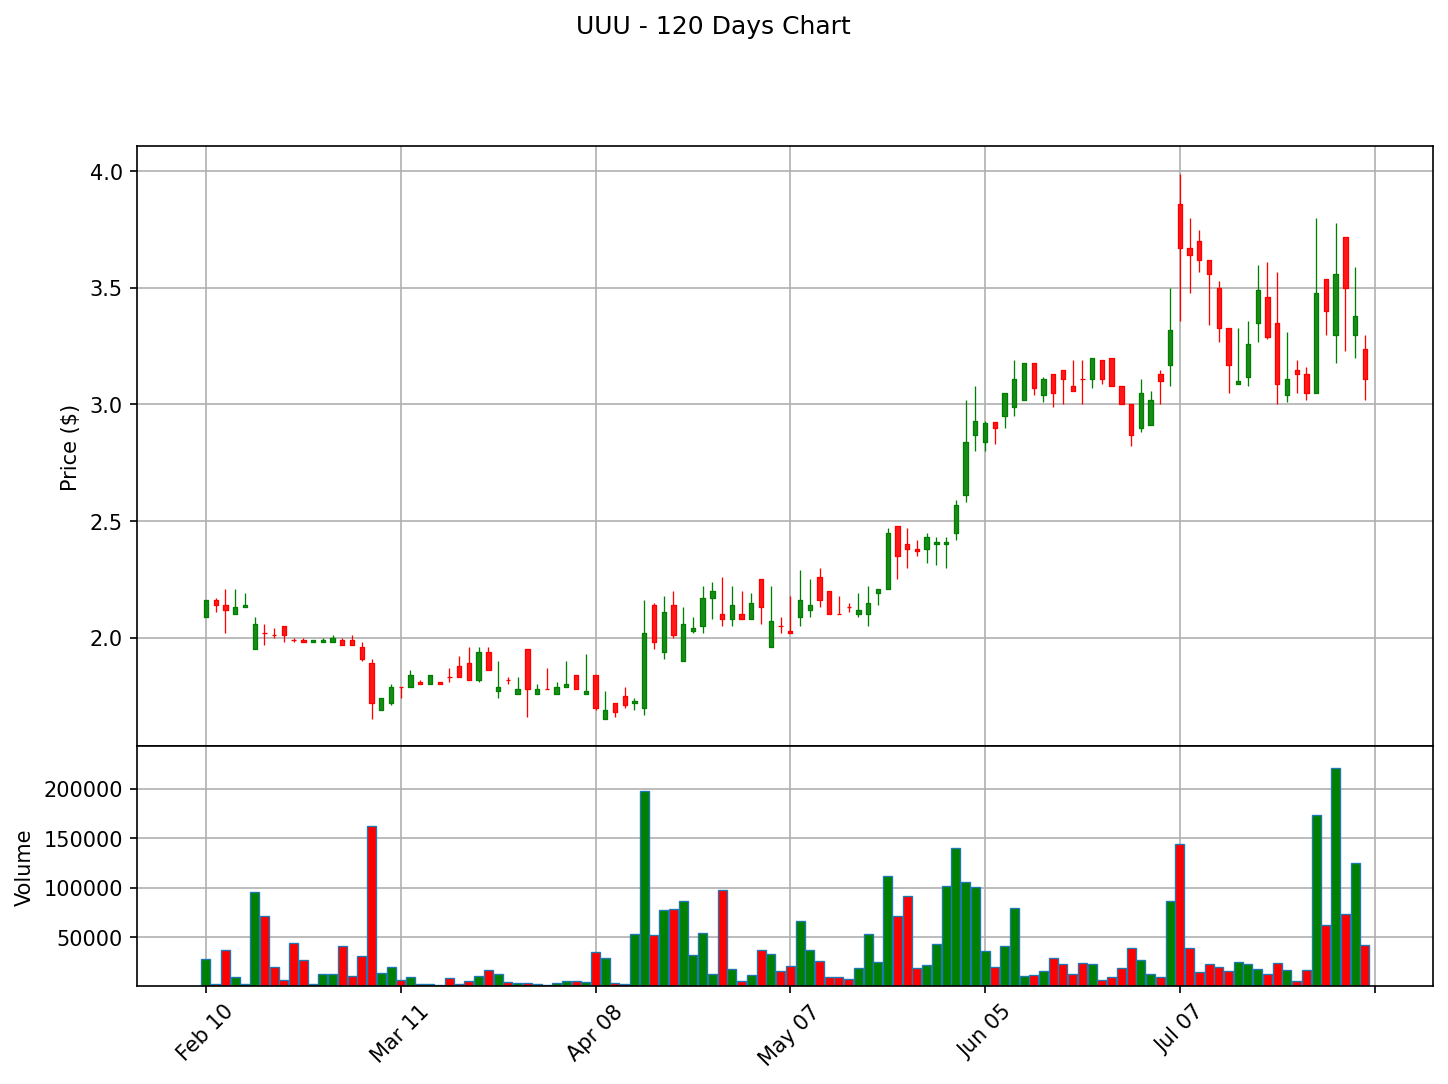 UUU - 120 Days Chart
Price ($)
4.0
3.5
3.0
2.5
2.0
Volume
200000
150000
100000
50000
Feb 10
Mar 11
Apr 08
May 07
Jun 05
Jul 07